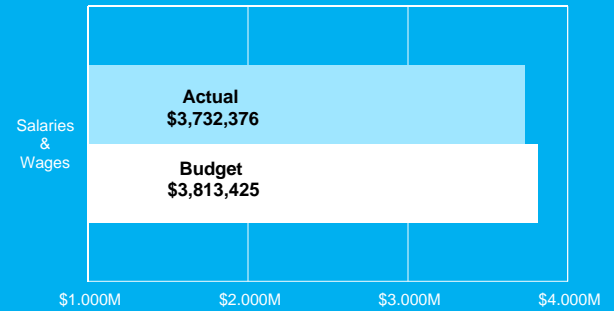 Actual
$3,732,376
Salaries
&
Wages
Budget
$3,813,425
$1.000M
$2.000M
$3.000M
$4.000M